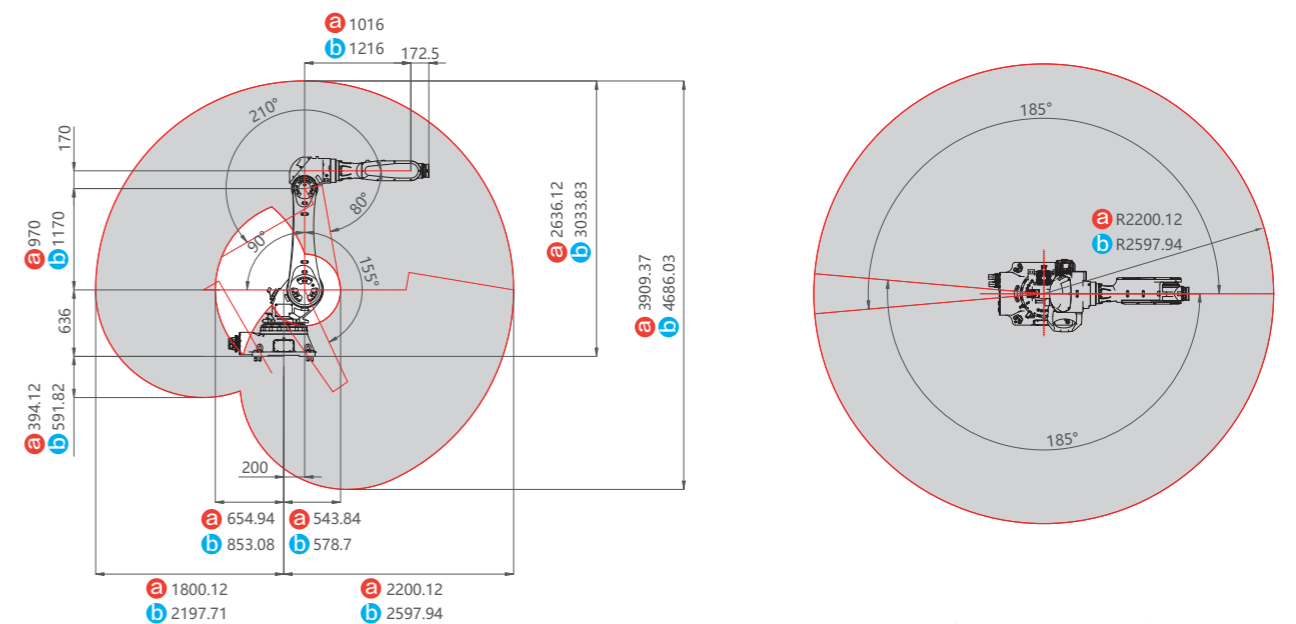 a 1016
b 1216
172.5
210°
170
80°
a 970
b 1170
90°
155°
636
a 2636.12
b 3033.83
a 3909.37
b 4686.03
a 394.12
b 591.82
200
a 654.94
b 853.08
a 543.84
b 578.7
a 1800.12
b 2197.71
a 2200.12
b 2597.94
185°
a R2200.12
b R2597.94
185°